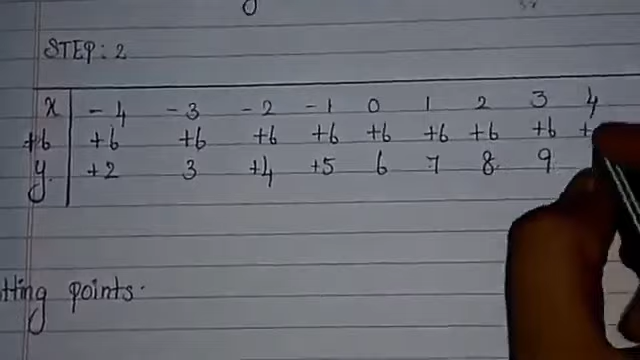 STEP: 2
x -4 -3 -2 -1 0 1 2 3 4
+6 +6 +6 +6 +6 +6 +6 +6 +6 +
y +2 3 +4 +5 6 7 8 9
tting points.